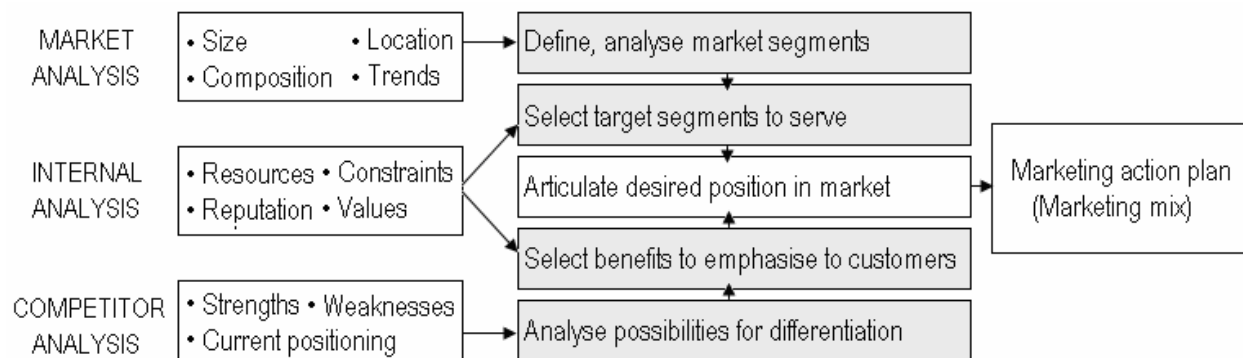 MARKET
ANALYSIS
• Size • Location
• Composition • Trends
Define, analyse market segments
Select target segments to serve
INTERNAL
ANALYSIS
• Resources • Constraints
• Reputation • Values
Articulate desired position in market
Marketing action plan
(Marketing mix)
Select benefits to emphasise to customers
COMPETITOR
ANALYSIS
• Strengths • Weaknesses
• Current positioning
Analyse possibilities for differentiation